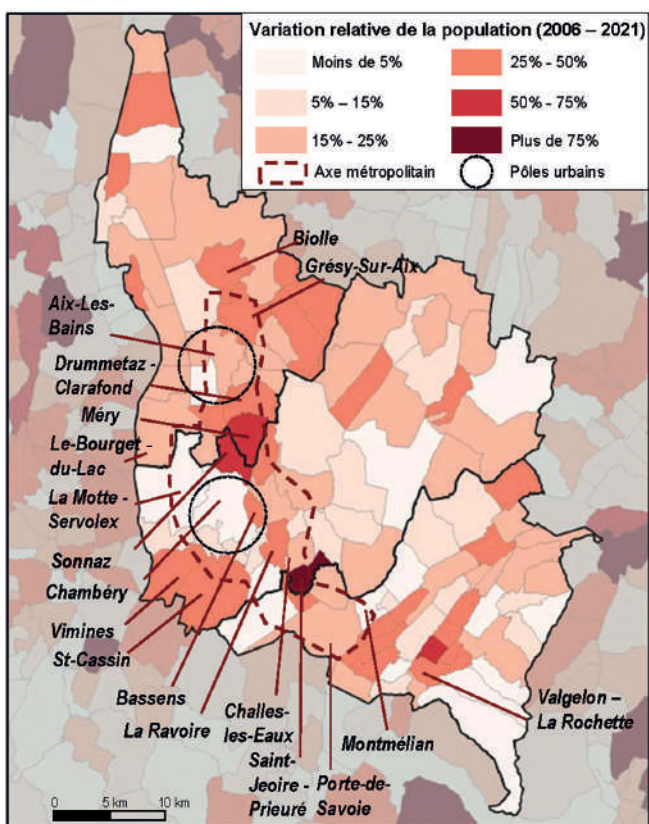 Variation relative de la population (2006 – 2021)
Moins de 5%
25% - 50%
5% – 15%
50% - 75%
15% - 25%
Plus de 75%
Axe métropolitain
Pôles urbains
Biolle
Grésy-Sur-Aix
Aix-Les-
Bains
Drummetaz -
Clarafond
Méry
Le-Bourget -
du-Lac
La Motte -
Servolex
Sonnaz
Chambéry
Vimines
St-Cassin
Bassens
La Ravoire
Challes-
les-Eaux
Saint-
Jeoire -
Prieuré
Porte-de-
Savoie
Montmélian
Valgelon –
La Rochette
0 5 km 10 km